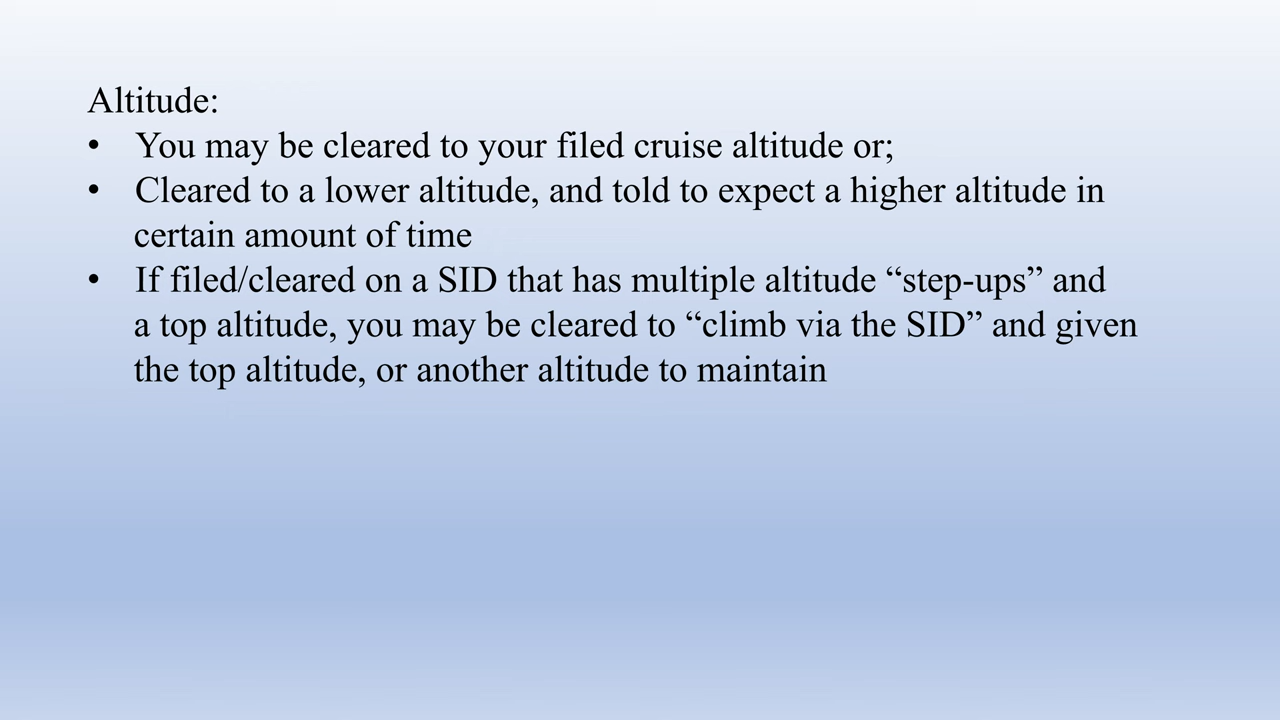 Altitude:
• You may be cleared to your filed cruise altitude or;
• Cleared to a lower altitude, and told to expect a higher altitude in
certain amount of time
• If filed/cleared on a SID that has multiple altitude “step-ups” and
a top altitude, you may be cleared to “climb via the SID” and given
the top altitude, or another altitude to maintain